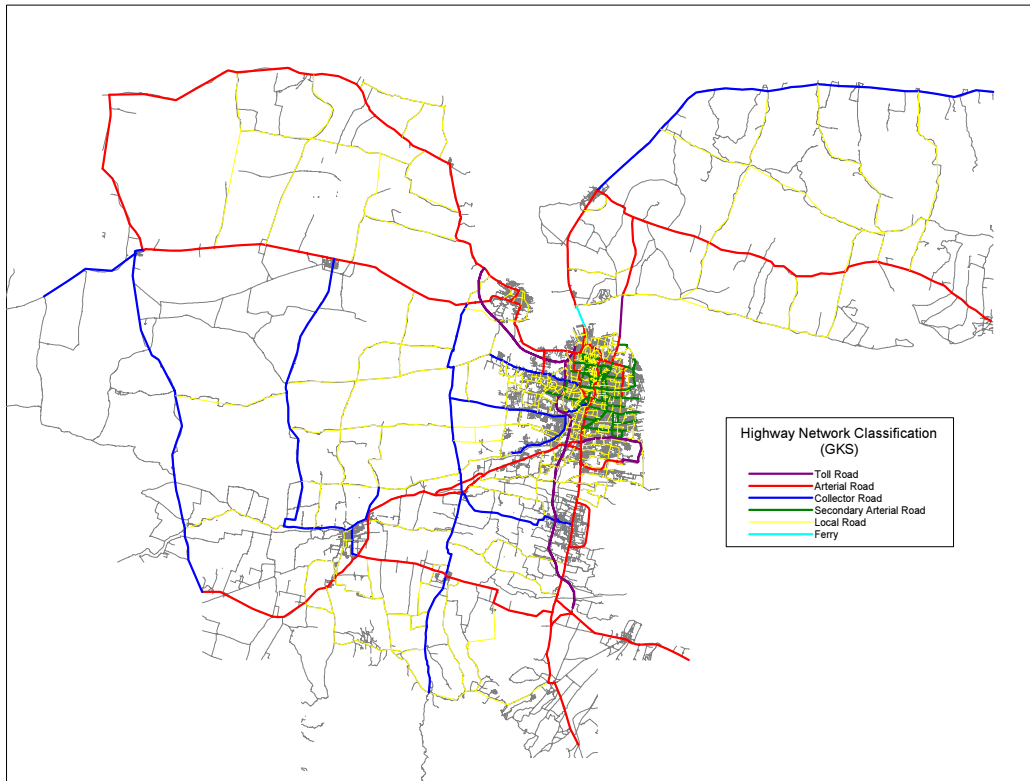 Highway Network Classification
(GKS)
Toll Road
Arterial Road
Collector Road
Secondary Arterial Road
Local Road
Ferry